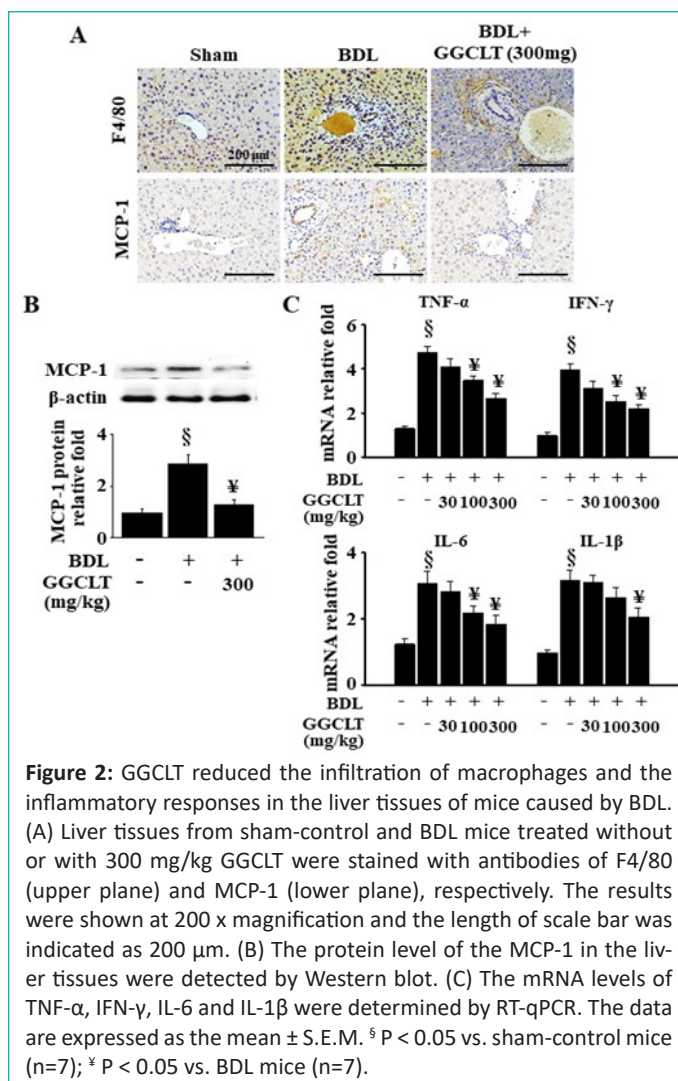 A
Sham
BDL
BDL+
GGCLT (300mg)
F4/80
200 μm
MCP-1
B
MCP-1
β-actin
MCP-1 protein
relative fold
4
2
0
§
¥
BDL - + +
GGCLT - - 300
(mg/kg)
C
TNF-α IFN-γ
mRNA relative fold
6
4
2
0
§ ¥ ¥ § ¥ ¥
BDL - + + + + - + + + +
GGCLT - - 30 100 300 - - 30 100 300
(mg/kg)
IL-6 IL-1β
mRNA relative fold
4
2
0
§ ¥ ¥ § ¥
BDL - + + + + - + + + +
GGCLT - - 30 100 300 - - 30 100 300
(mg/kg)
Figure 2: GGCLT reduced the infiltration of macrophages and the
inflammatory responses in the liver tissues of mice caused by BDL.
(A) Liver tissues from sham-control and BDL mice treated without
or with 300 mg/kg GGCLT were stained with antibodies of F4/80
(upper plane) and MCP-1 (lower plane), respectively. The results
were shown at 200 x magnification and the length of scale bar was
indicated as 200 μm. (B) The protein level of the MCP-1 in the liv-
er tissues were detected by Western blot. (C) The mRNA levels of
TNF-α, IFN-γ, IL-6 and IL-1β were determined by RT-qPCR. The data
are expressed as the mean ± S.E.M. § P < 0.05 vs. sham-control mice
(n=7); ¥ P < 0.05 vs. BDL mice (n=7).